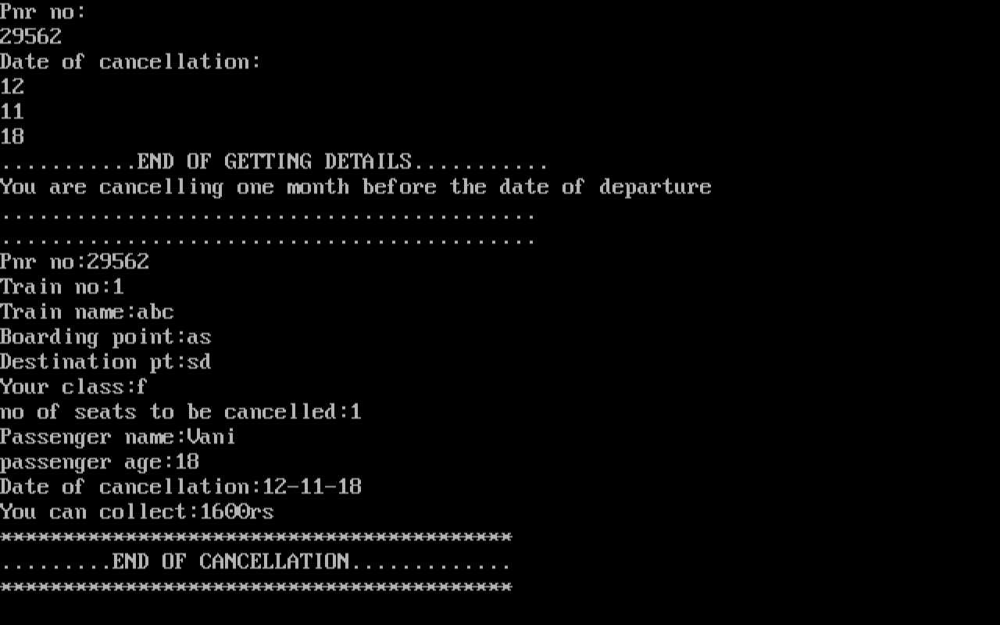 Pnr no:
29562
Date of cancellation:
12
11
18
...........END OF GETTING DETAILS...........
You are cancelling one month before the date of departure
...........................................
...........................................
Pnr no:29562
Train no:1
Train name:abc
Boarding point:as
Destination pt:sd
Your class:f
no of seats to be cancelled:1
Passenger name:Vani
passenger age:18
Date of cancellation:12-11-18
You can collect:1600rs
*****************************************
.........END OF CANCELLATION.............
*****************************************